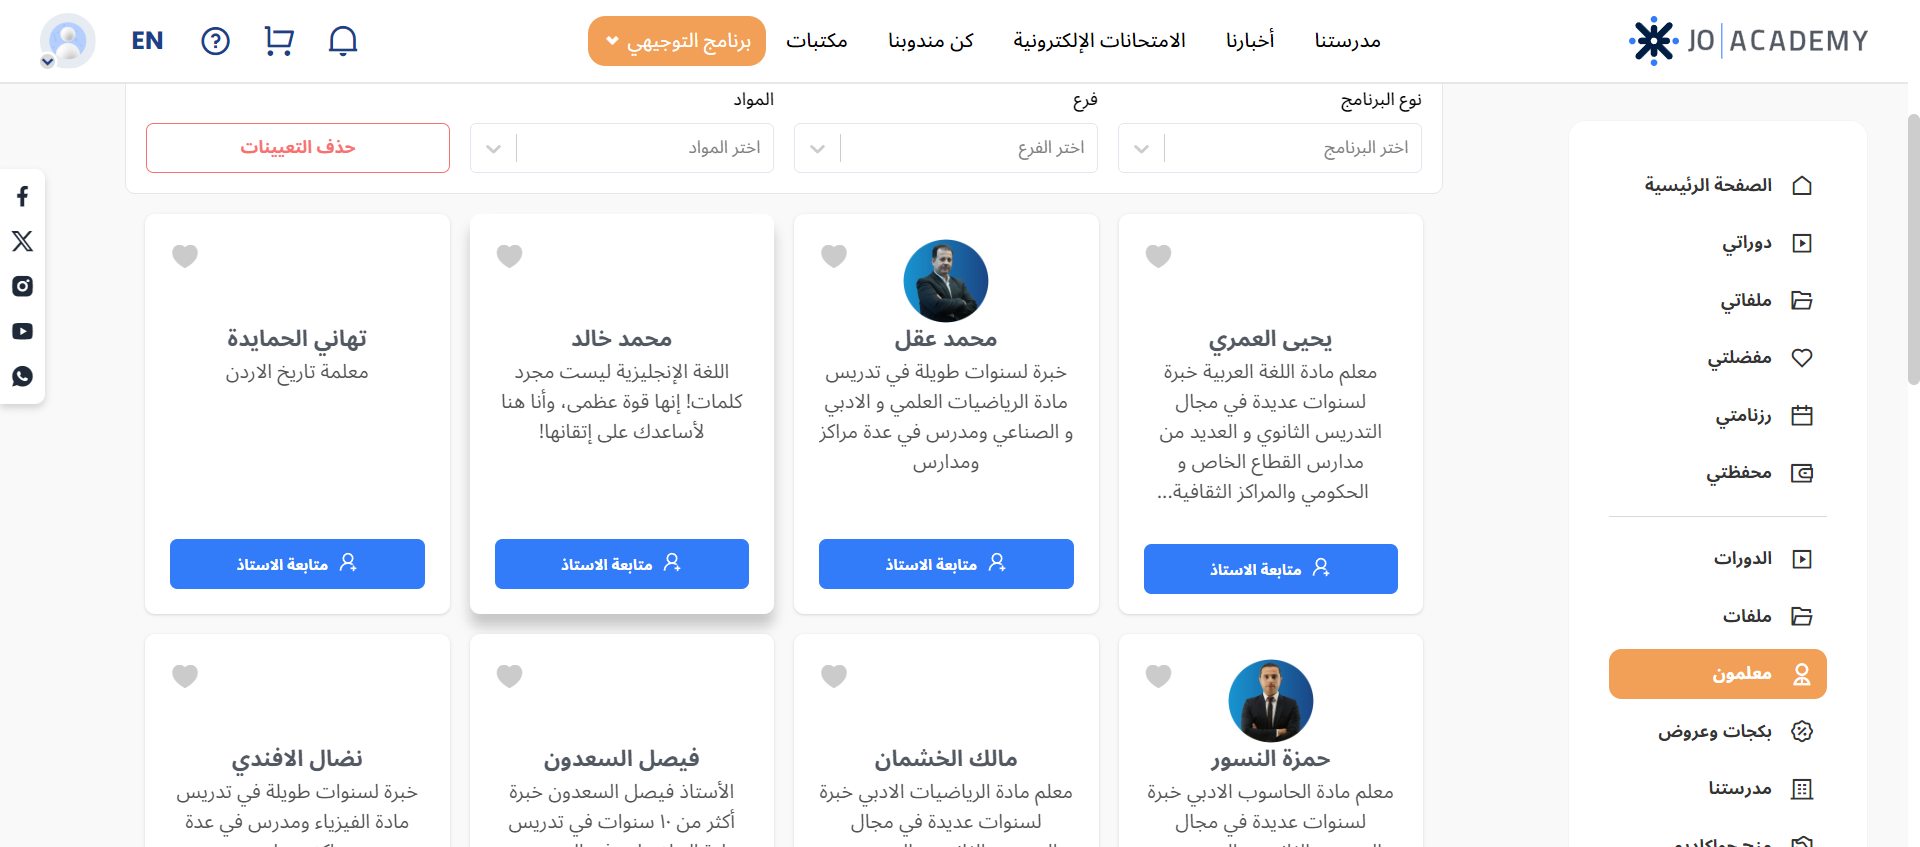 JO ACADEMY
مدرستنا
أخبارنا
الامتحانات الإلكترونية
كن مندوبنا
مكتبات
برنامج التوجيهي
EN
نوع البرنامج
فرع
المواد
اختر البرنامج
اختر الفرع
اختر المواد
حذف التعيينات
الصفحة الرئيسية
دوراتي
ملفاتي
مفضلتي
رزنامتي
محفظتي
الدورات
ملفات
معلمون
بكجات وعروض
مدرستنا
يحيى العمري
معلم مادة اللغة العربية خبرة
لسنوات عديدة في مجال
التدريس الثانوي و العديد من
مدارس القطاع الخاص و
الحكومي والمراكز الثقافية...
متابعة الاستاذ
محمد عقل
خبرة لسنوات طويلة في تدريس
مادة الرياضيات العلمي و الادبي
و الصناعي ومدرس في عدة مراكز
ومدارس
متابعة الاستاذ
محمد خالد
اللغة الإنجليزية ليست مجرد
كلمات! إنها قوة عظمى، وأنا هنا
لأساعدك على إتقانها!
متابعة الاستاذ
تهاني الحمايدة
معلمة تاريخ الاردن
متابعة الاستاذ
حمزة النسور
معلم مادة الحاسوب الادبي خبرة
لسنوات عديدة في مجال
مالك الخشمان
معلم مادة الرياضيات الادبي خبرة
لسنوات عديدة في مجال
فيصل السعدون
الأستاذ فيصل السعدون خبرة
أكثر من ١٠ سنوات في تدريس
نضال الافندي
خبرة لسنوات طويلة في تدريس
مادة الفيزياء ومدرس في عدة